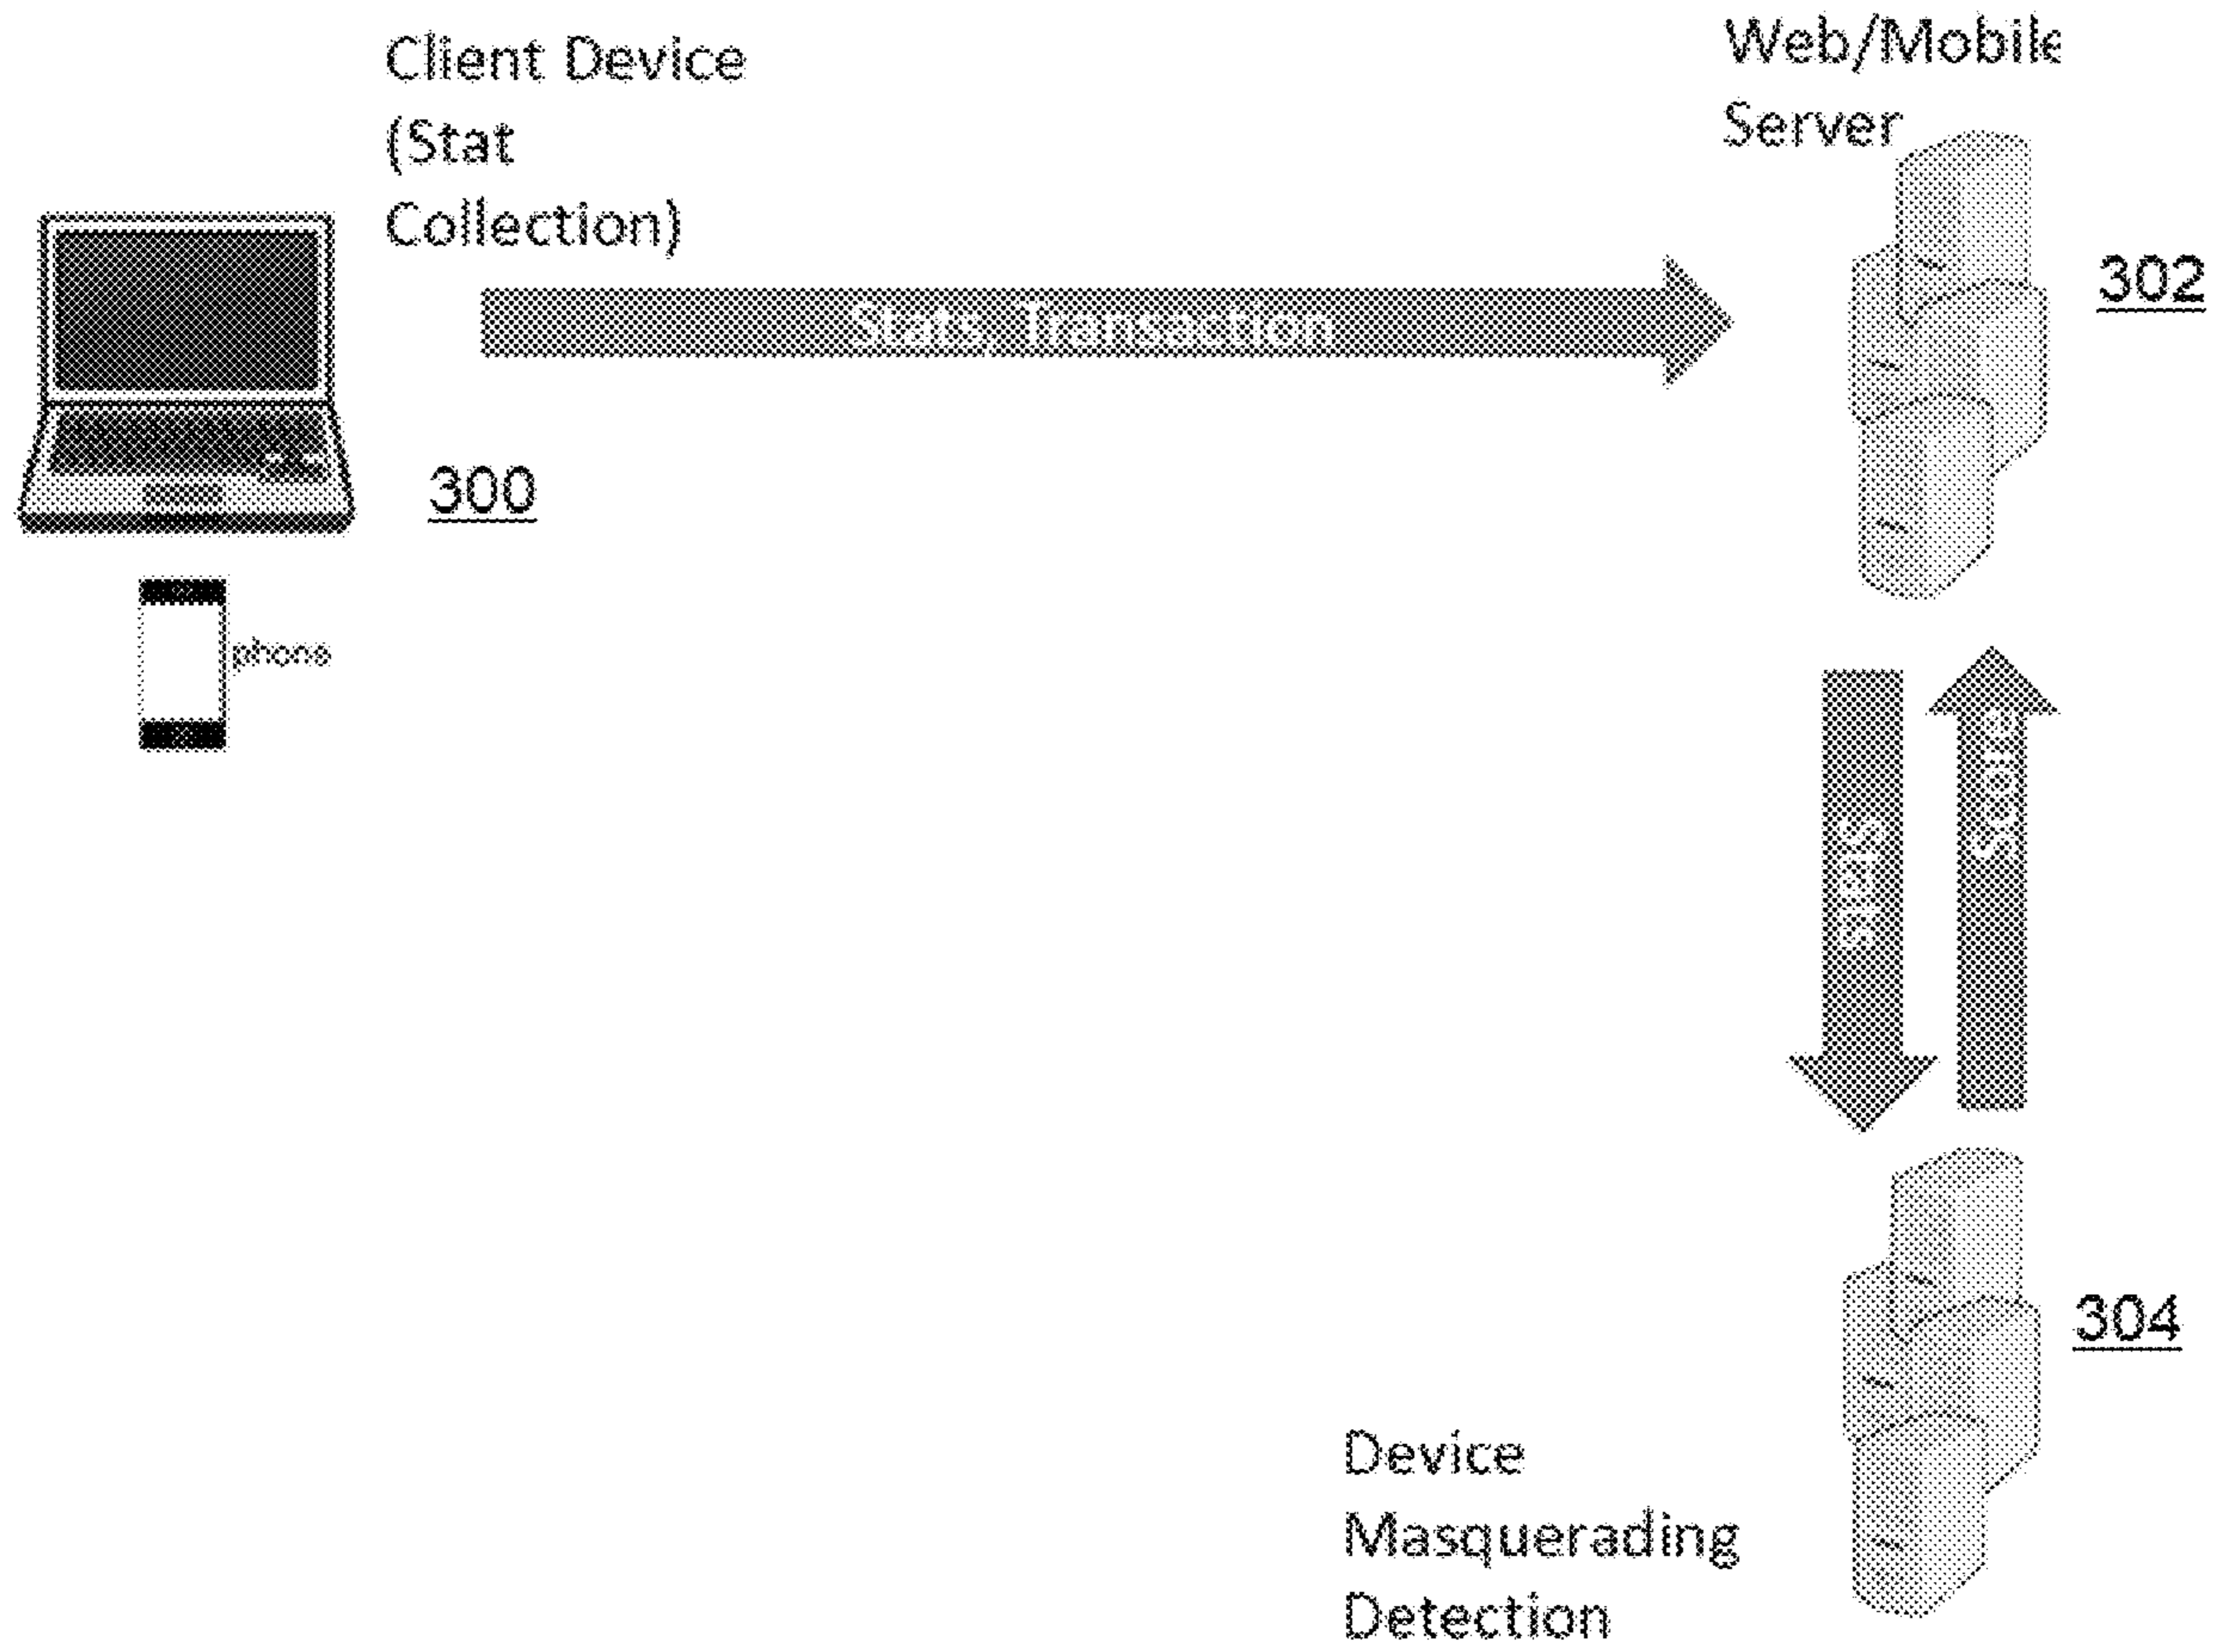 Client Device
(Stat
Collection)
Web/Mobile
Server
302
Stats, Transaction
300
phone
Stats
Score
304
Device
Masquerading
Detection